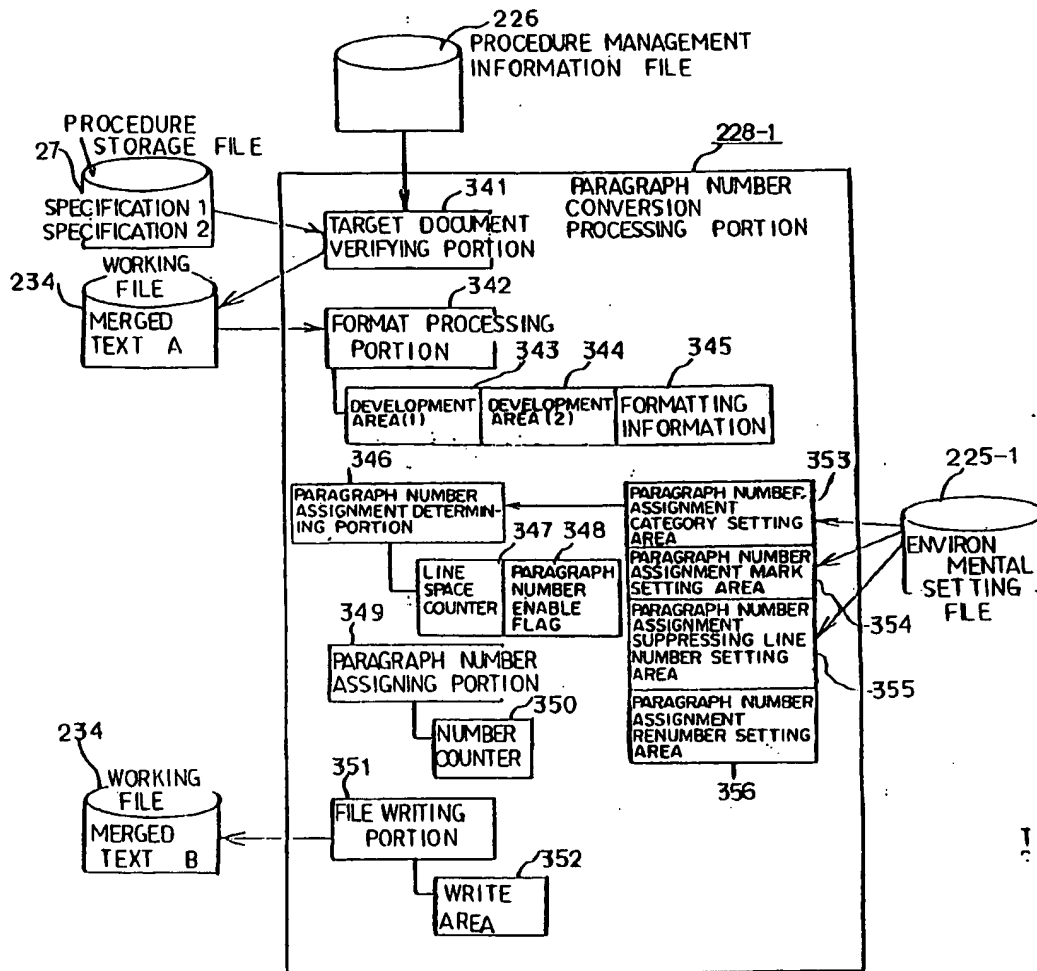 226
PROCEDURE MANAGEMENT
INFORMATION FILE
PROCEDURE
STORAGE FILE
27
SPECIFICATION 1
SPECIFICATION 2
228-1
PARAGRAPH NUMBER
CONVERSION
PROCESSING PORTION
341
TARGET DOCUMENT
VERIFYING PORTION
WORKING
FILE
234
MERGED
TEXT A
342
FORMAT PROCESSING
PORTION
343
344
345
DEVELOPMENT
AREA(1)
DEVELOPMENT
AREA(2)
FORMATTING
INFORMATION
346
PARAGRAPH NUMBER
ASSIGNMENT DETERMIN-
ING PORTION
347
348
LINE
SPACE
COUNTER
PARAGRAPH
NUMBER
ENABLE
FLAG
353
PARAGRAPH NUMBER
ASSIGNMENT
CATEGORY SETTING
AREA
PARAGRAPH NUMBER
ASSIGNMENT MARK
SETTING AREA
354
PARAGRAPH NUMBER
ASSIGNMENT
SUPPRESSING LINE
NUMBER SETTING
AREA
355
PARAGRAPH NUMBER
ASSIGNMENT
RENUMBER SETTING
AREA
356
225-1
ENVIRON
MENTAL
SETTING
FILE
349
PARAGRAPH NUMBER
ASSIGNING PORTION
350
NUMBER
COUNTER
351
FILE WRITING
PORTION
352
WRITE
AREA
234
WORKING
FILE
MERGED
TEXT B